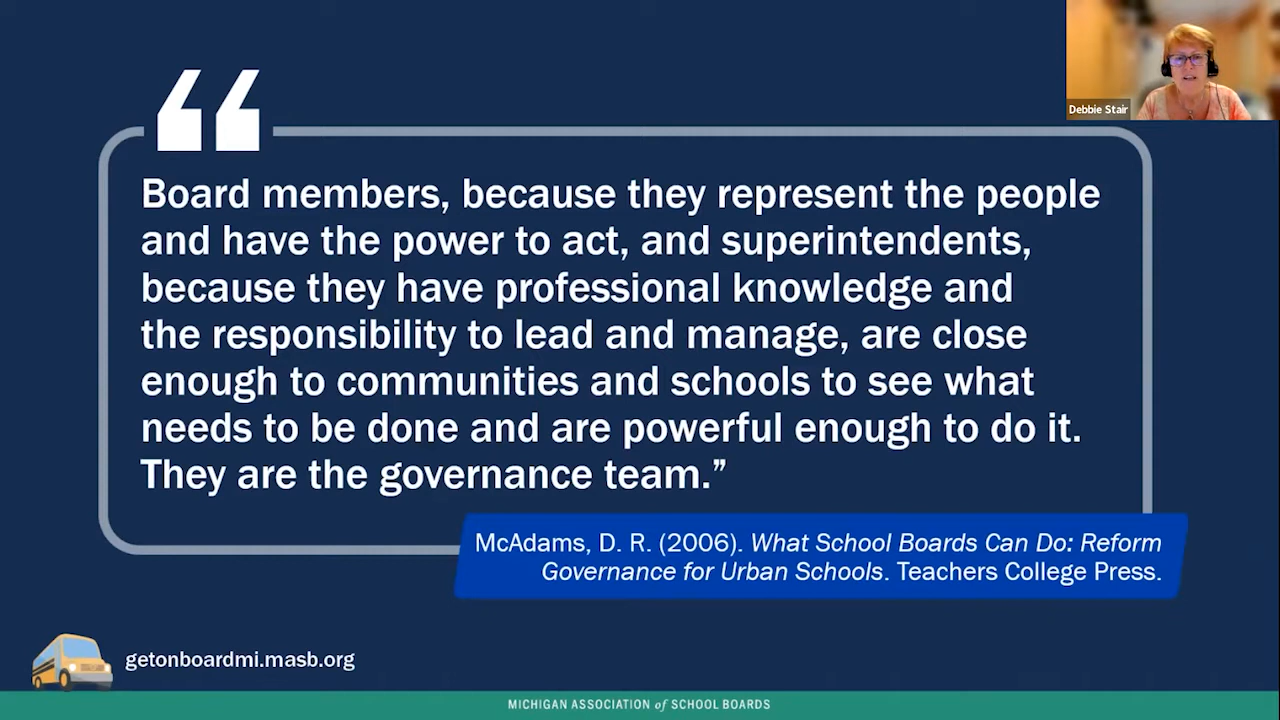 Debbie Stair
“
Board members, because they represent the people
and have the power to act, and superintendents,
because they have professional knowledge and
the responsibility to lead and manage, are close
enough to communities and schools to see what
needs to be done and are powerful enough to do it.
They are the governance team.”
McAdams, D. R. (2006). What School Boards Can Do: Reform
Governance for Urban Schools. Teachers College Press.
getonboardmi.masb.org
MICHIGAN ASSOCIATION of SCHOOL BOARDS